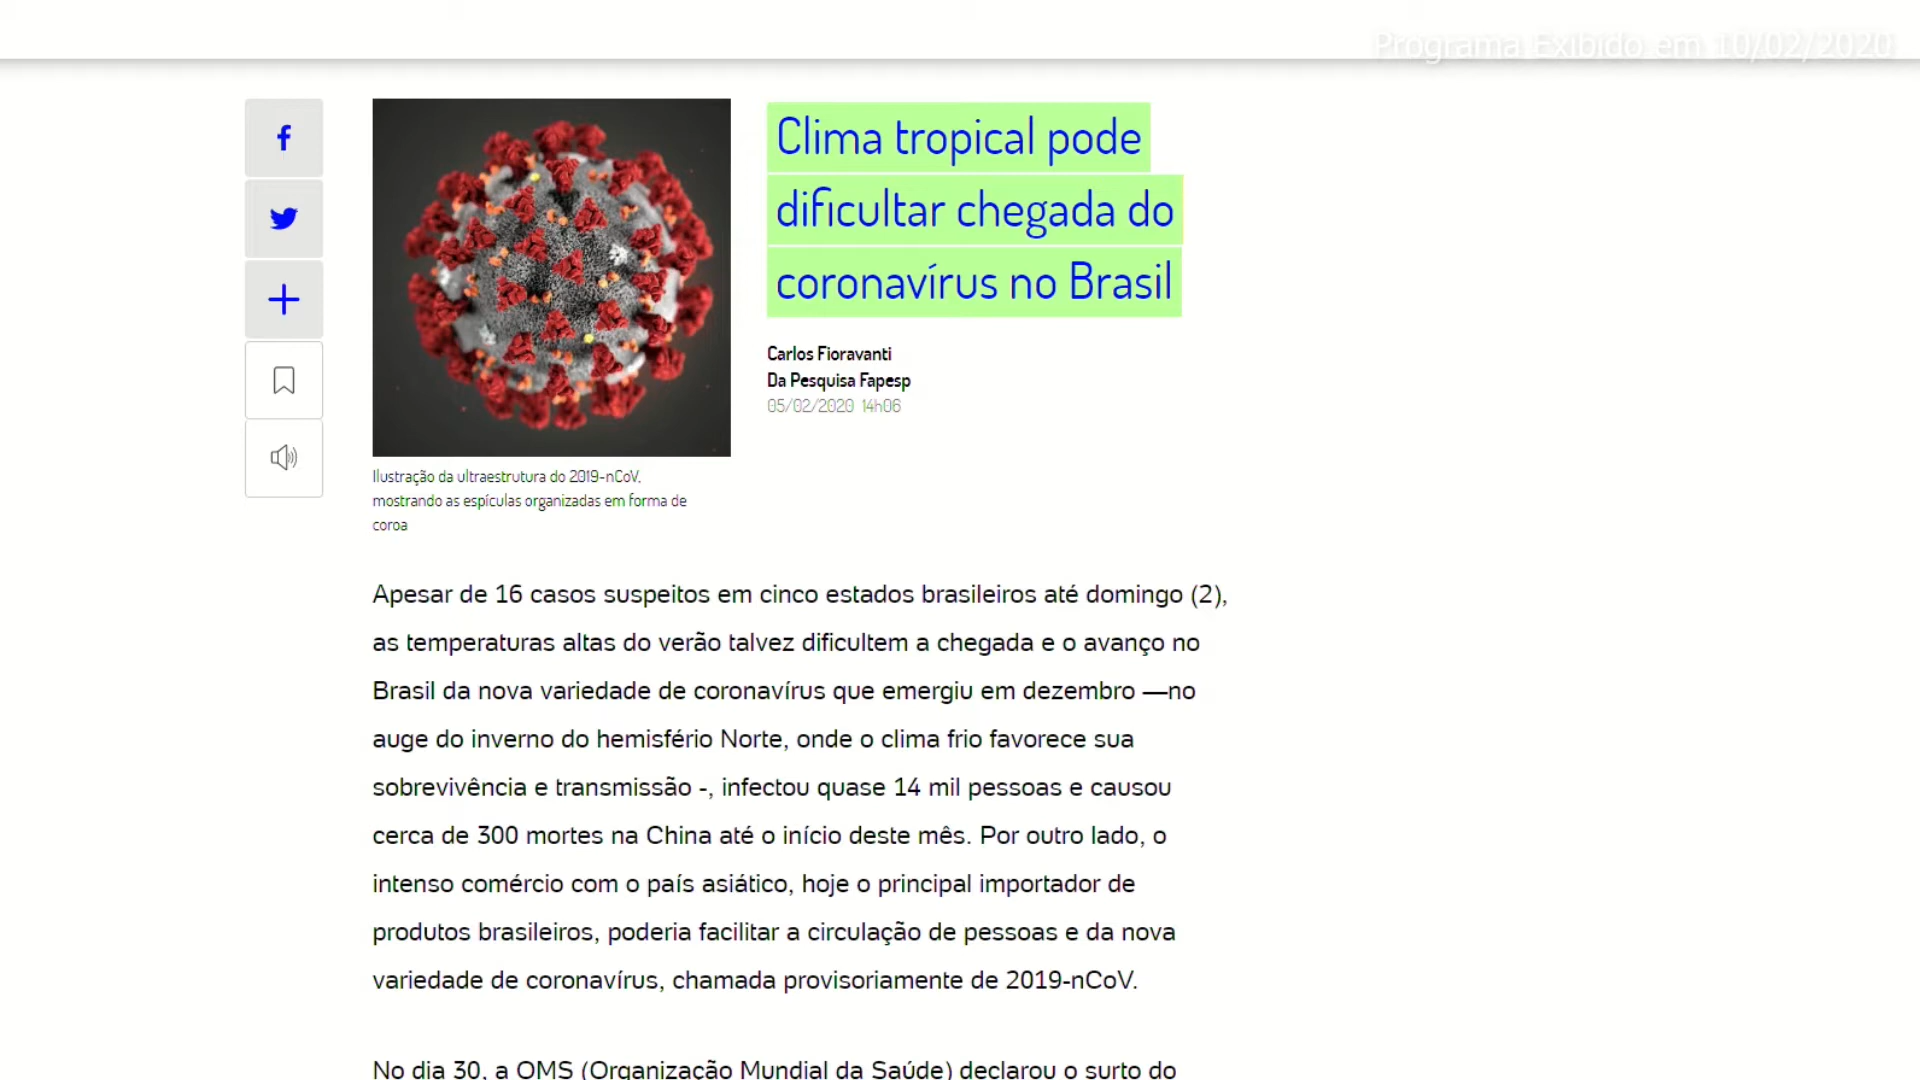 Programa Exibido em 10/02/2020
Clima tropical pode
dificultar chegada do
coronavírus no Brasil
Carlos Fioravanti
Da Pesquisa Fapesp
05/02/2020 14h06
Ilustração da ultraestrutura do 2019-nCoV,
mostrando as espículas organizadas em forma de
coroa
Apesar de 16 casos suspeitos em cinco estados brasileiros até domingo (2),
as temperaturas altas do verão talvez dificultem a chegada e o avanço no
Brasil da nova variedade de coronavírus que emergiu em dezembro —no
auge do inverno do hemisfério Norte, onde o clima frio favorece sua
sobrevivência e transmissão -, infectou quase 14 mil pessoas e causou
cerca de 300 mortes na China até o início deste mês. Por outro lado, o
intenso comércio com o país asiático, hoje o principal importador de
produtos brasileiros, poderia facilitar a circulação de pessoas e da nova
variedade de coronavírus, chamada provisoriamente de 2019-nCoV.
No dia 30, a OMS (Organização Mundial da Saúde) declarou o surto do